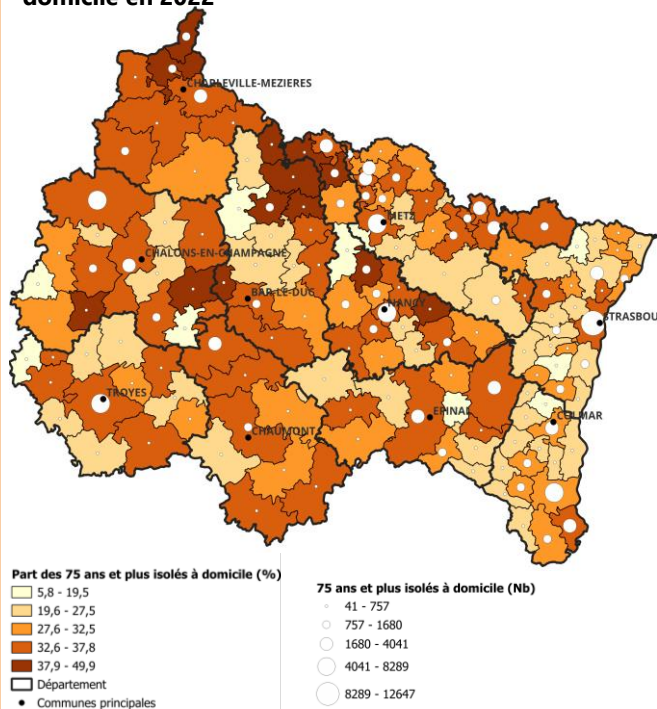 domicile en 2022
CHARLEVILLE-MEZIERES
METZ
CHALONS-EN-CHAMPAGNE
BAR-LE-DUC
NANCY
STRASBOU
TROYES
EPINAL
COLMAR
CHAUMONT
Part des 75 ans et plus isolés à domicile (%)
5,8 - 19,5
19,6 - 27,5
27,6 - 32,5
32,6 - 37,8
37,9 - 49,9
Département
Communes principales
75 ans et plus isolés à domicile (Nb)
41 - 757
757 - 1680
1680 - 4041
4041 - 8289
8289 - 12647